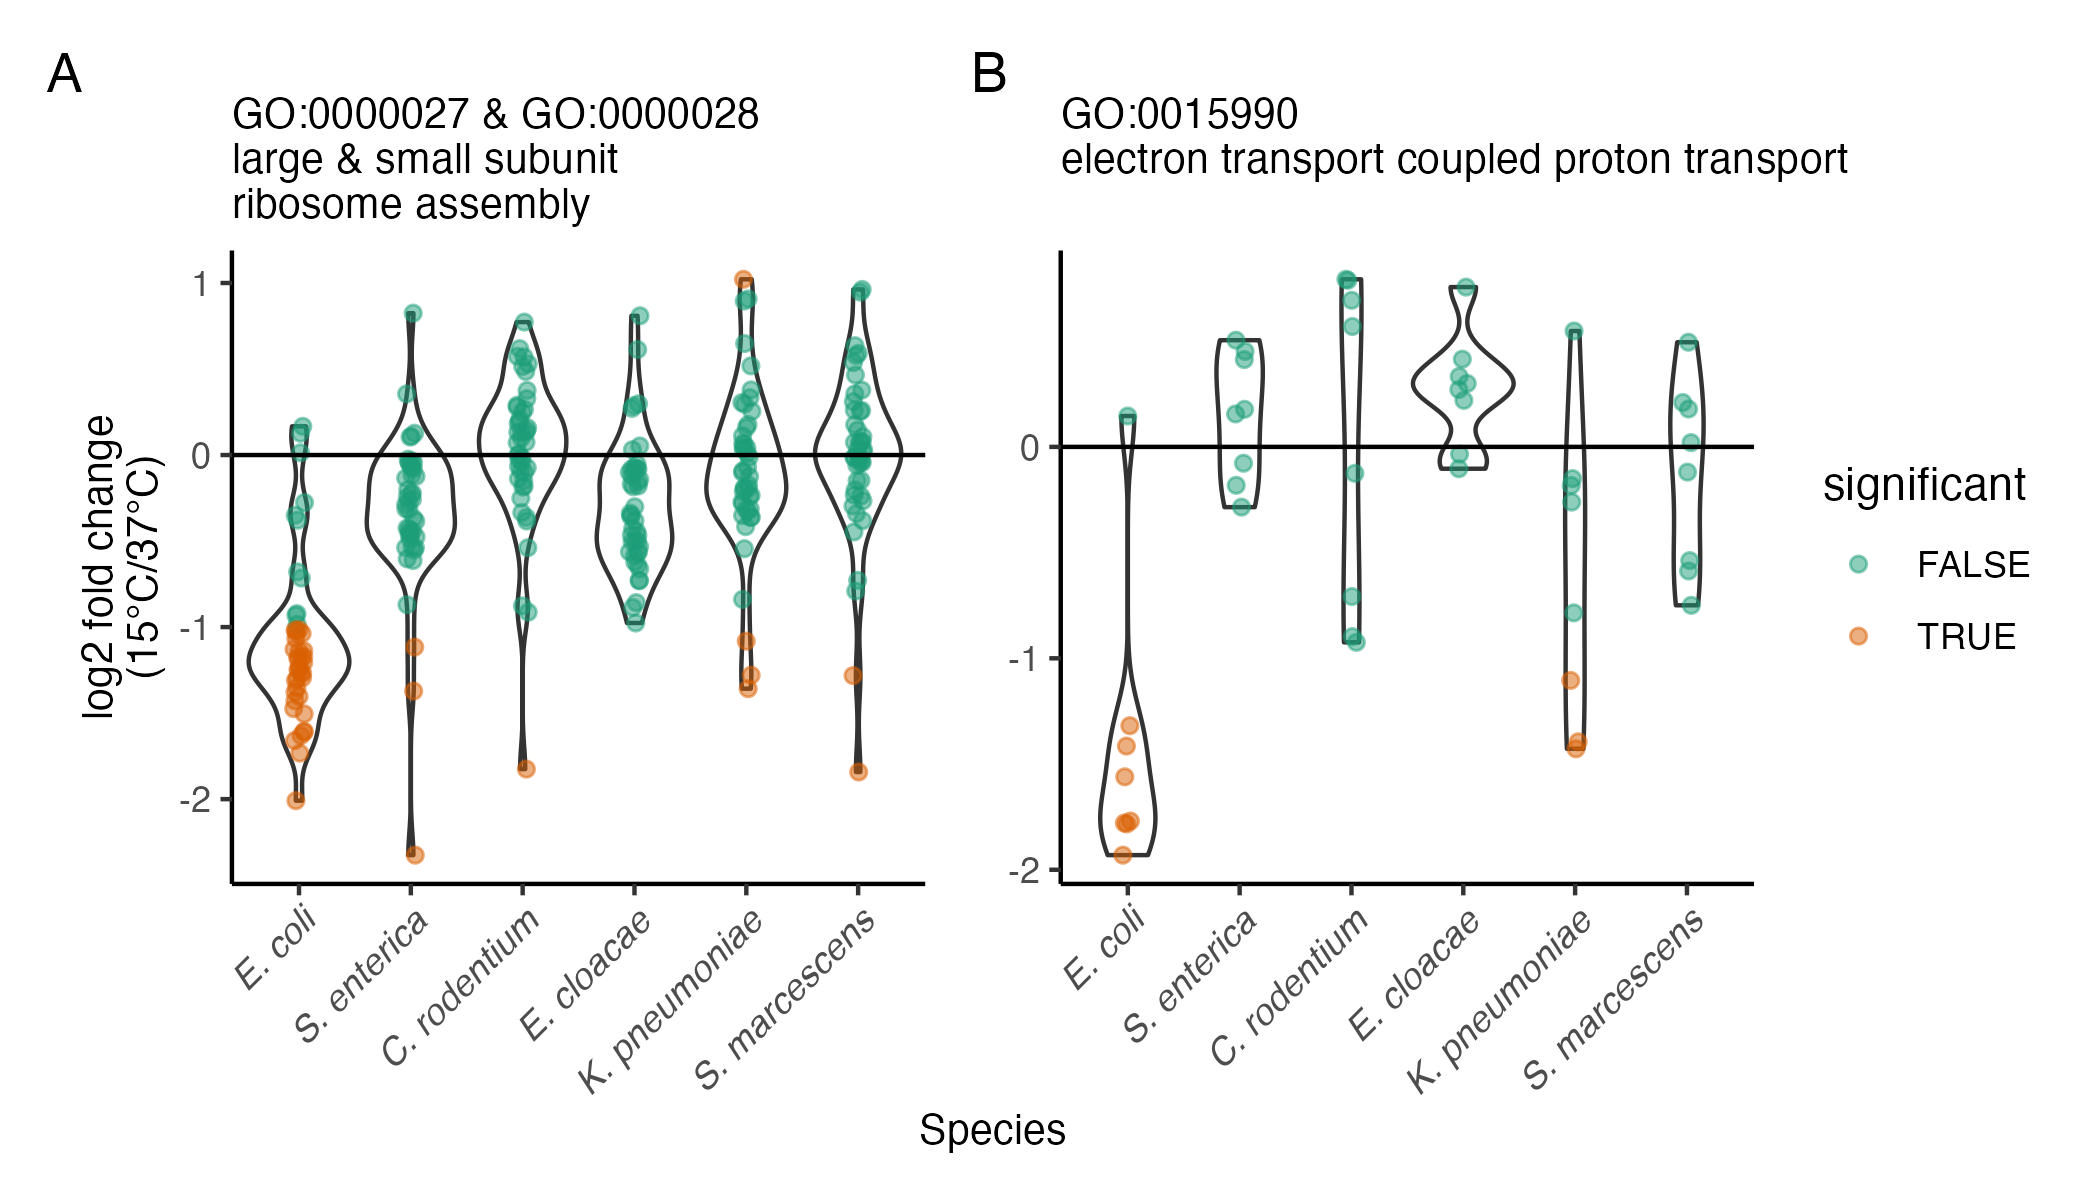 A
GO:0000027 & GO:0000028
large & small subunit
ribosome assembly
log2 fold change
(15°C/37°C)
1
0
-1
-2
E. coli
S. enterica
C. rodentium
E. cloacae
K. pneumoniae
S. marcescens
B
GO:0015990
electron transport coupled proton transport
0
-1
-2
E. coli
S. enterica
C. rodentium
E. cloacae
K. pneumoniae
S. marcescens
Species
significant
FALSE
TRUE